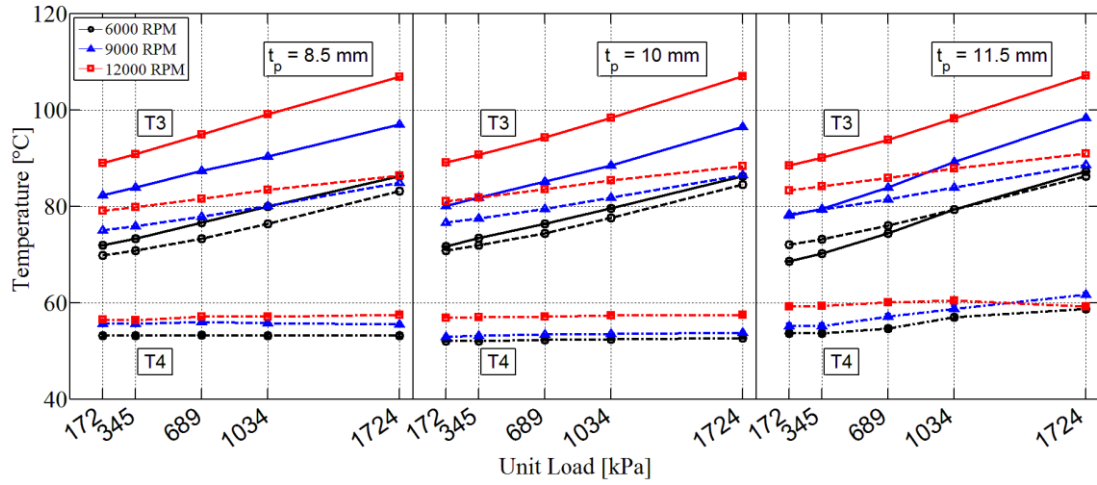 120
100
80
60
40
Temperature [°C]
6000 RPM
9000 RPM
12000 RPM
t_p = 8.5 mm
T3
T4
t_p = 10 mm
T3
T4
t_p = 11.5 mm
T3
T4
172 345 689 1034 1724 172 345 689 1034 1724 172 345 689 1034 1724
Unit Load [kPa]